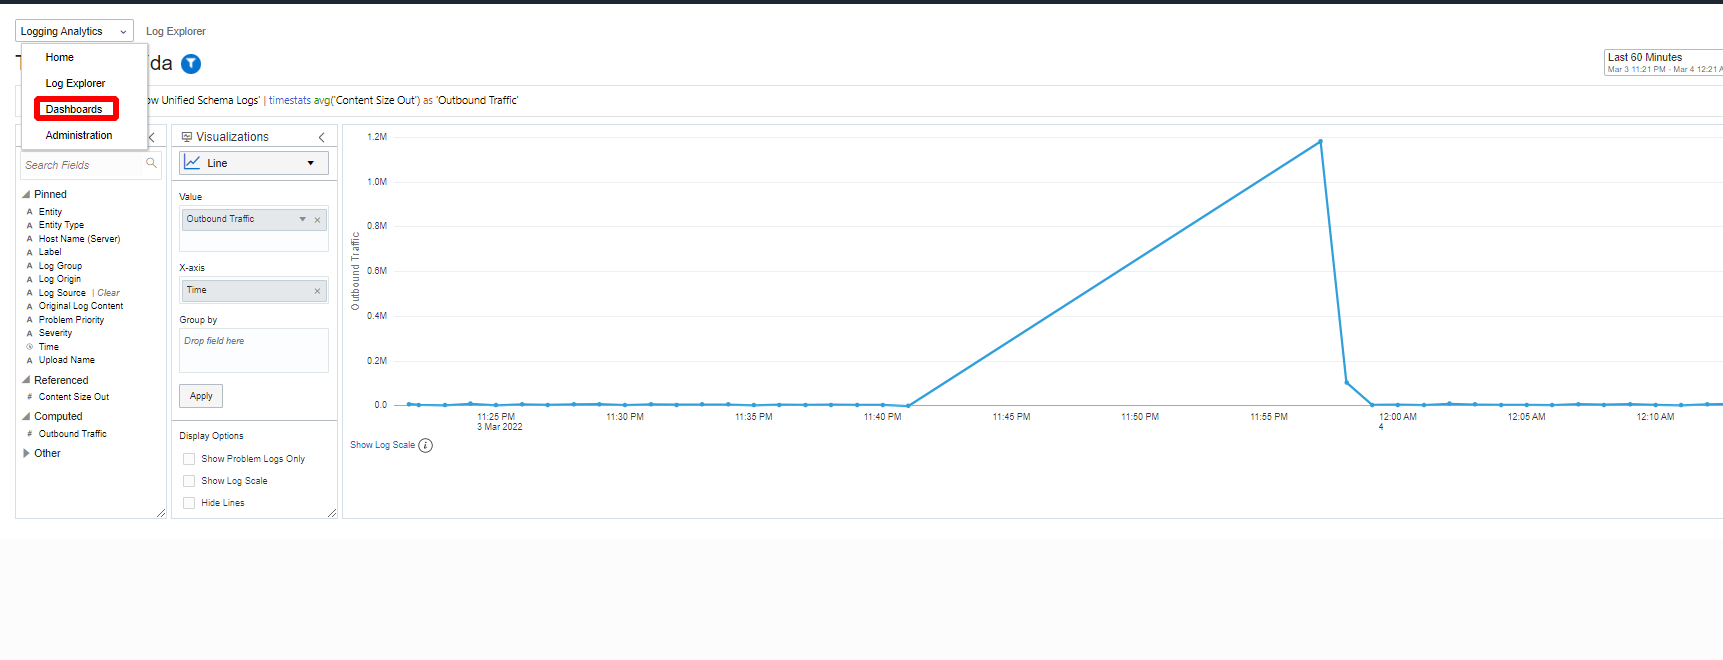 Logging Analytics
Log Explorer
Home
Log Explorer
Dashboards
Administration
da
Last 60 Minutes
Mar 3 11:21 PM - Mar 4 12:21 A
ow Unified Schema Logs' | timestats avg('Content Size Out') as 'Outbound Traffic'
Search Fields
Pinned
A Entity
A Entity Type
A Host Name (Server)
A Label
A Log Group
A Log Origin
A Log Source | Clear
A Original Log Content
A Problem Priority
A Severity
Time
A Upload Name
Referenced
# Content Size Out
Computed
# Outbound Traffic
Other
Visualizations
Line
Value
Outbound Traffic
X-axis
Time
Group by
Drop field here
Apply
Display Options
Show Problem Logs Only
Show Log Scale
Hide Lines
Outbound Traffic
1.2M
1.0M
0.8M
0.6M
0.4M
0.2M
0.0
11:25 PM 11:30 PM 11:35 PM 11:40 PM 11:45 PM 11:50 PM 11:55 PM 12:00 AM 12:05 AM 12:10 AM
3 Mar 2022 4
Show Log Scale i